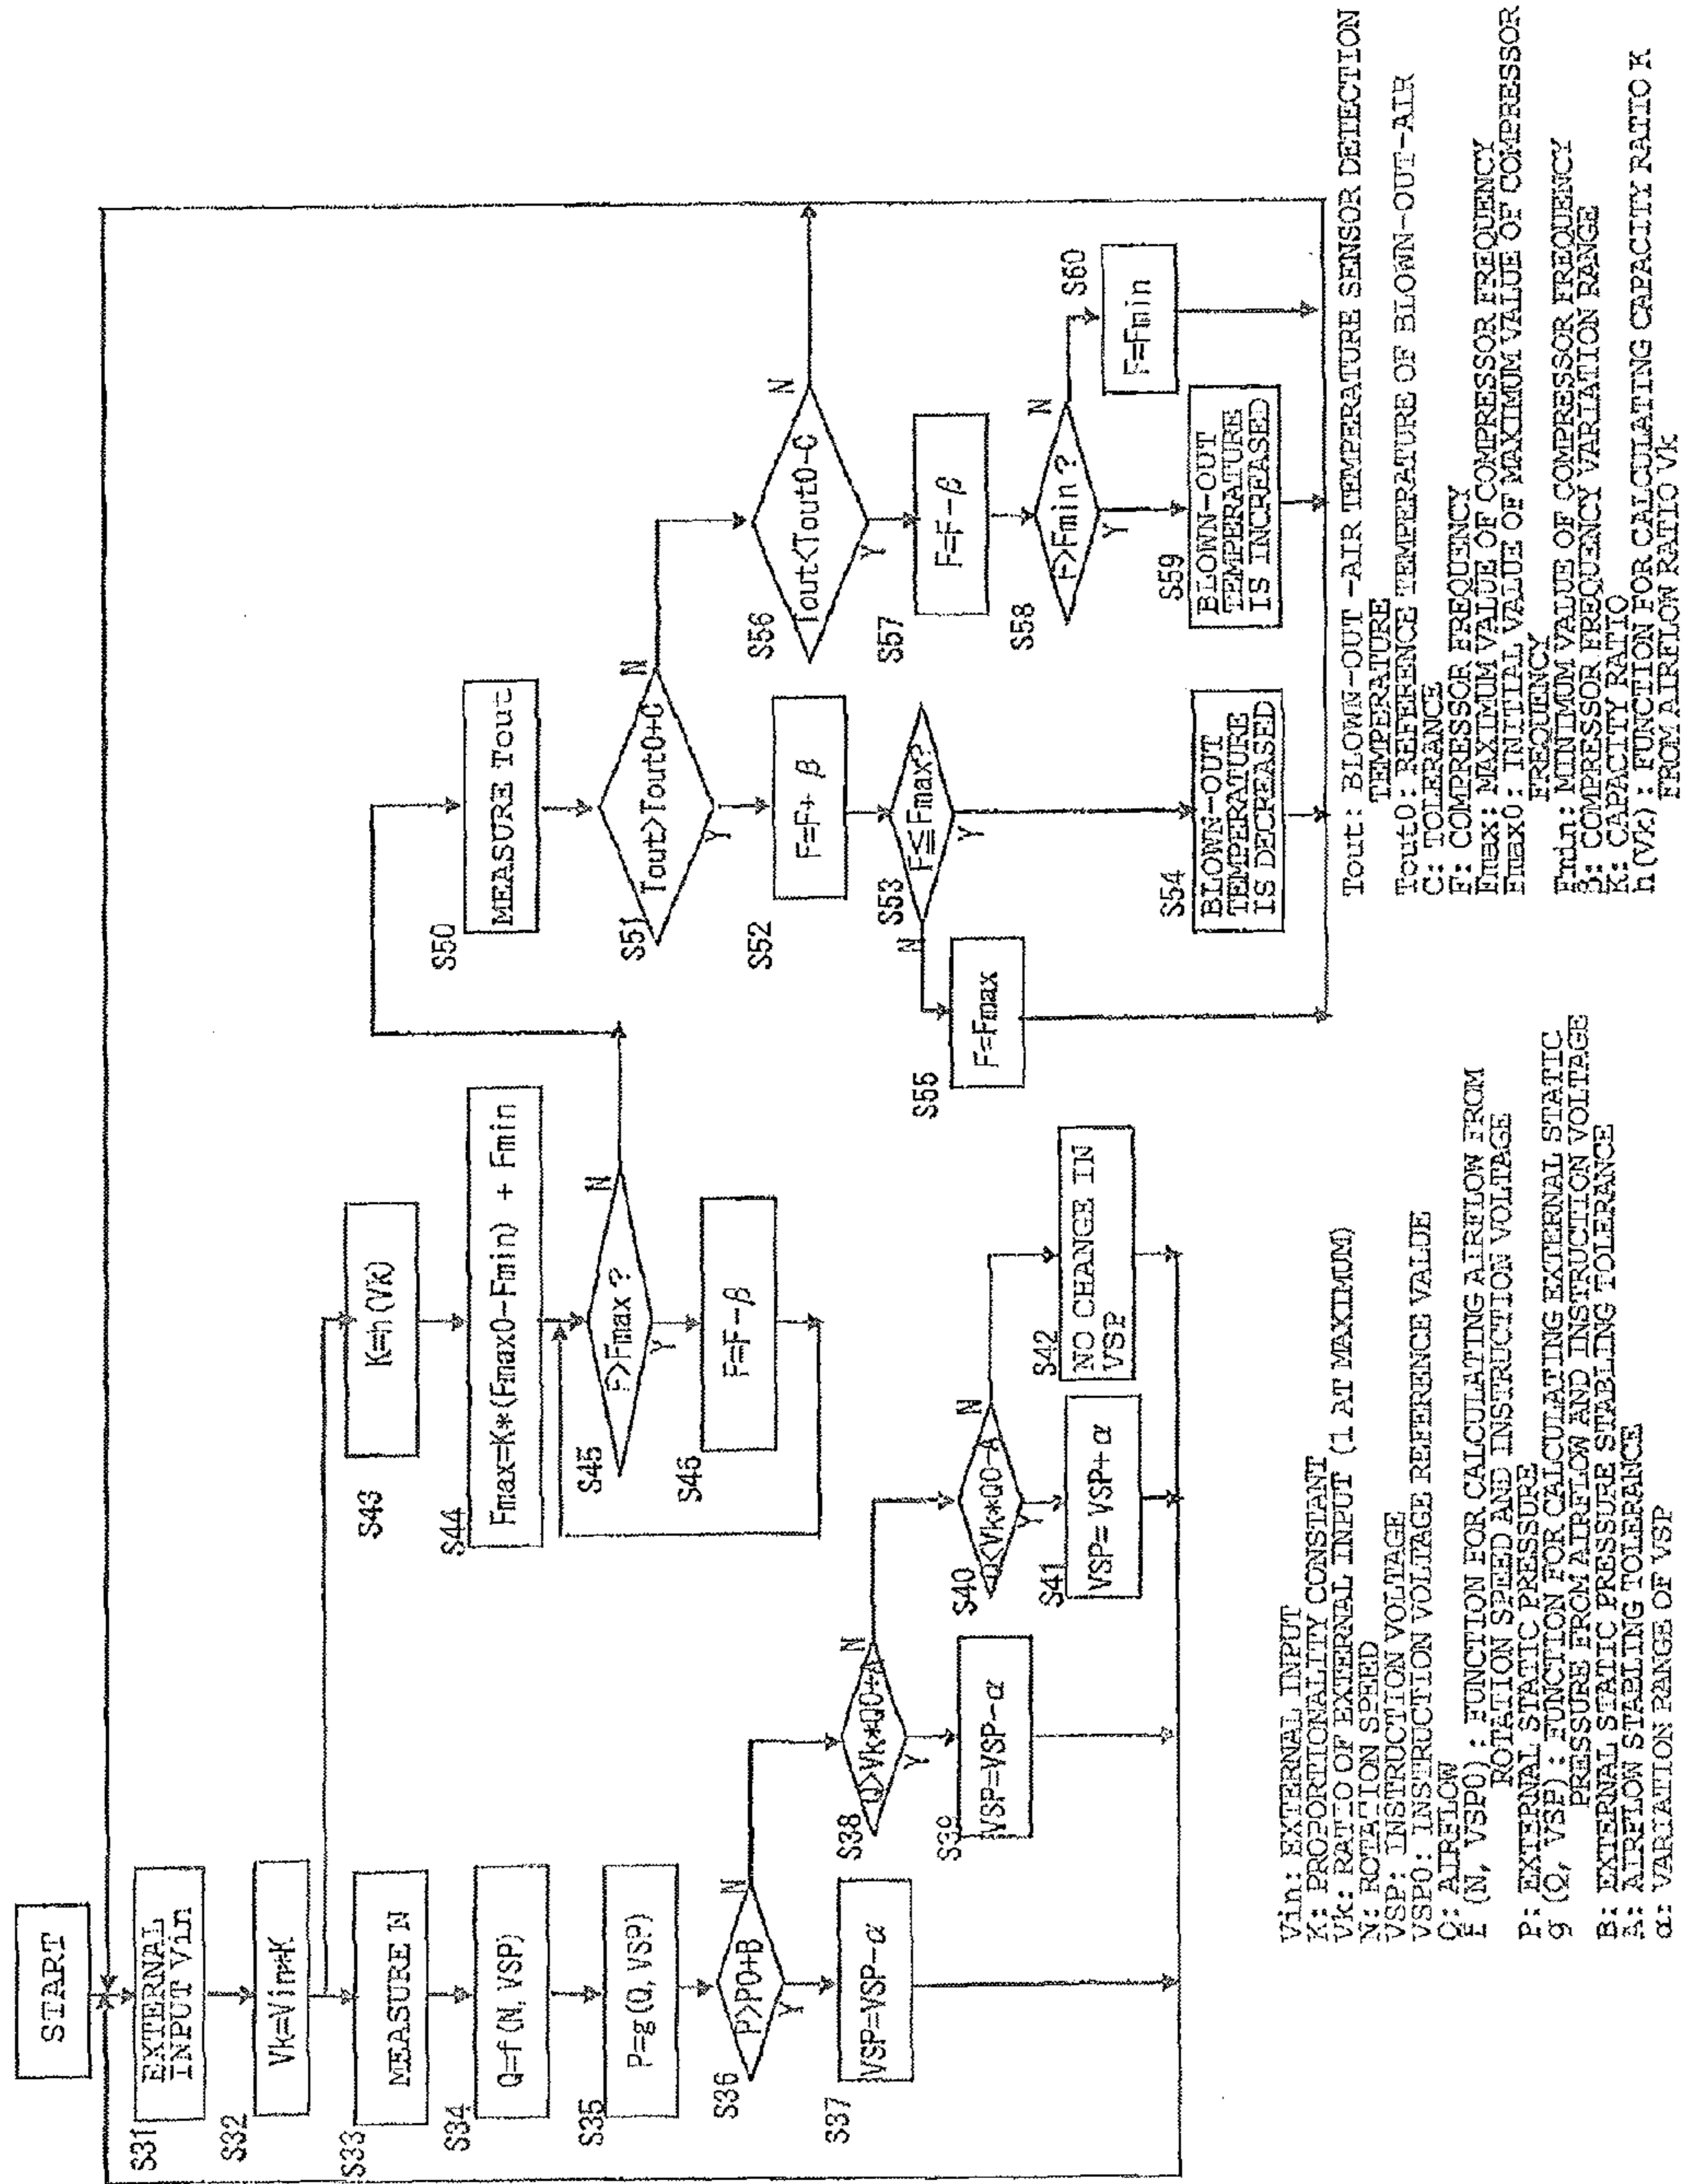 START
S31
EXTERNAL
INPUT Vin
S32
Vk=Vin*K
S33
MEASURE N
S34
Q=f (N, VSP)
S35
P=g (Q, VSP)
S36
P>P0+B
N
Y
S37
VSP=VSP-α
S38
Q>Vk*Q0+A
N
Y
S39
VSP=VSP-α
S40
Q<Vk*Q0-A
N
Y
S41
VSP= VSP+α
S42
NO CHANGE IN
VSP
S43
K=h (Vk)
S44
Fmax=K*(Fmax0-Fmin) + Fmin
S45
F>Fmax ?
N
Y
S46
F=F-β
S50
MEASURE Tout
S51
Tout>Tout0+C
N
Y
S52
F=F+ β
S53
F≦Fmax?
N
Y
S54
BLOWN-OUT
TEMPERATURE
IS DECREASED
S55
F=Fmax
S56
Tout<Tout0-C
N
Y
S57
F=F-β
S58
F>Fmin ?
N
Y
S59
BLOWN-OUT
TEMPERATURE
IS INCREASED
S60
F=Fmin
Vin: EXTERNAL INPUT
K: PROPORTIONALITY CONSTANT
Vk: RATIO OF EXTERNAL INPUT (1 AT MAXIMUM)
N: ROTATION SPEED
VSP: INSTRUCTION VOLTAGE
VSP0: INSTRUCTION VOLTAGE REFERENCE VALUE
Q: AIRFLOW
f (N, VSP0) : FUNCTION FOR CALCULATING AIRFLOW FROM
ROTATION SPEED AND INSTRUCTION VOLTAGE
P: EXTERNAL STATIC PRESSURE
g (Q, VSP) : FUNCTION FOR CALCULATING EXTERNAL STATIC
PRESSURE FROM AIRFLOW AND INSTRUCTION VOLTAGE
B: EXTERNAL STATIC PRESSURE STABLING TOLERANCE
A: AIRFLOW STABLING TOLERANCE
α: VARIATION RANGE OF VSP
Tout: BLOWN-OUT -AIR TEMPERATURE SENSOR DETECTION
TEMPERATURE
Tout0: REFERENCE TEMPERATURE OF BLOWN-OUT-AIR
C: TOLERANCE
F: COMPRESSOR FREQUENCY
Fmax: MAXIMUM VALUE OF COMPRESSOR FREQUENCY
Fmax0: INITIAL VALUE OF MAXIMUM VALUE OF COMPRESSOR
FREQUENCY
Fmin: MINIMUM VALUE OF COMPRESSOR FREQUENCY
β: COMPRESSOR FREQUENCY VARIATION RANGE
K: CAPACITY RATIO
h(Vk) : FUNCTION FOR CALCULATING CAPACITY RATIO K
FROM AIRFLOW RATIO Vk